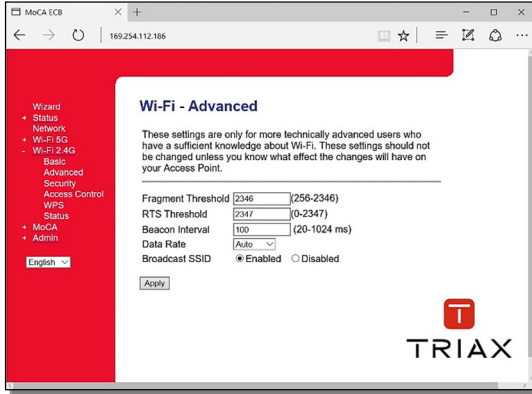 MoCA ECB
169.254.112.186
Wizard
+ Status
Network
+ Wi-Fi 5G
- Wi-Fi 2.4G
Basic
Advanced
Security
Access Control
WPS
Status
+ MoCA
+ Admin
English
Wi-Fi - Advanced
These settings are only for more technically advanced users who
have a sufficient knowledge about Wi-Fi. These settings should not
be changed unless you know what effect the changes will have on
your Access Point.
Fragment Threshold 2346 (256-2346)
RTS Threshold 2347 (0-2347)
Beacon Interval 100 (20-1024 ms)
Data Rate Auto
Broadcast SSID Enabled Disabled
Apply
T
TRIAX